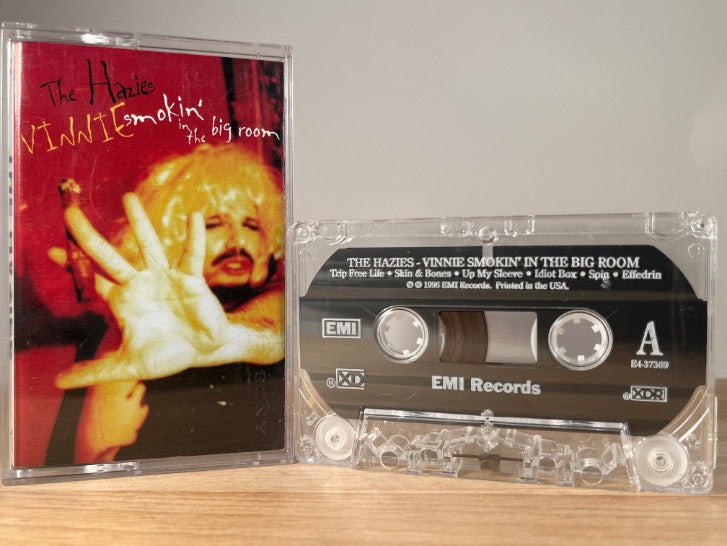 The Hazies
VINNIE smokin'
in the big room
THE HAZIES - VINNIE SMOKIN' IN THE BIG ROOM
Trip Free Life • Skin & Bones • Up My Sleeve • Idiot Box • Spin • Effedrin
℗ © 1996 EMI Records. Printed in the USA.
EMI
A
E4-37369
® XD
EMI Records
® XDR